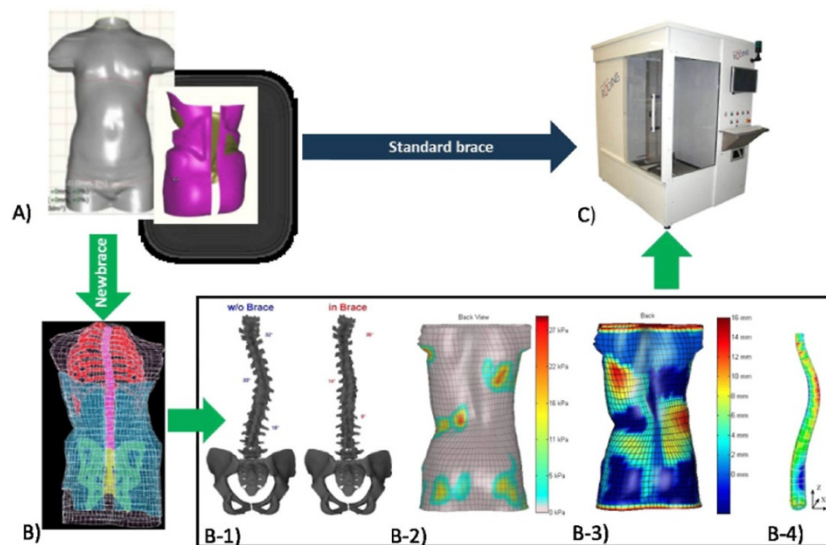 Standard brace
A)
C)
Newbrace
w/o Brace
in Brace
Back View
27 kPa
22 kPa
16 kPa
11 kPa
5 kPa
0 kPa
Back
16 mm
14 mm
12 mm
10 mm
8 mm
6 mm
4 mm
2 mm
0 mm
Z
X
B)
B-1)
B-2)
B-3)
B-4)